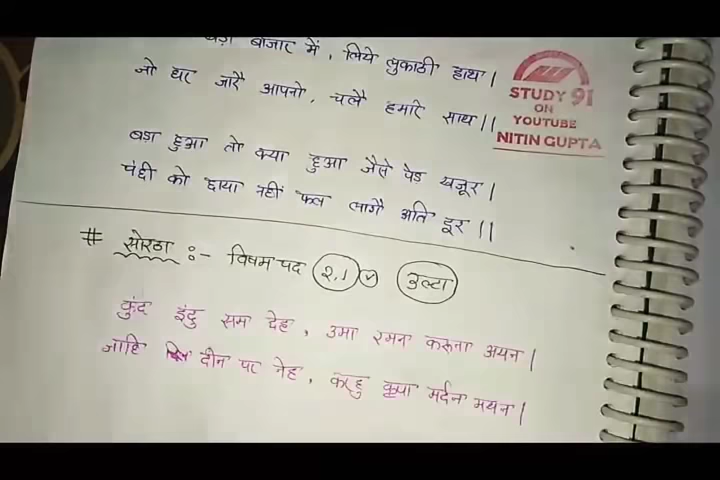 बाजार में, लिये लुकाठी हाथ।
जो घर जारै आपनो, चलै हमारे साथ।।
STUDY 91
ON
YOUTUBE
NITIN GUPTA
बड़ा हुआ तो क्या हुआ जैसे पेड खजूर।
पंछी को छाया नहीं फल लागै अति दूर।।
# सोरठा :- विषम पद २,1 उल्टा
कुंद इंदु सम देह, उमा रमन करुना अयन।
जाहि दीन पर नेह, करहु कृपा मर्दन मयन।